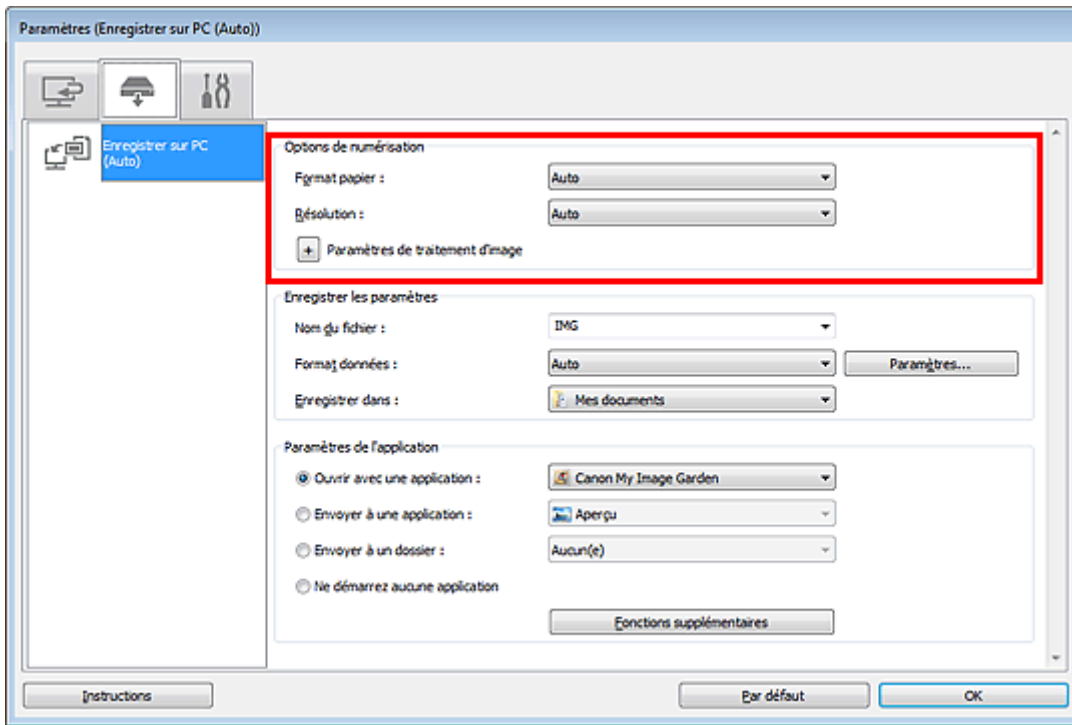 Paramètres (Enregistrer sur PC (Auto))
Enregistrer sur PC
(Auto)
Options de numérisation
Format papier : Auto
Résolution : Auto
+ Paramètres de traitement d'image
Enregistrer les paramètres
Nom du fichier : IMG
Format données : Auto Paramètres...
Enregistrer dans : Mes documents
Paramètres de l'application
Ouvrir avec une application : Canon My Image Garden
Envoyer à une application : Aperçu
Envoyer à un dossier : Aucun(e)
Ne démarrez aucune application
Fonctions supplémentaires
Instructions Par défaut OK